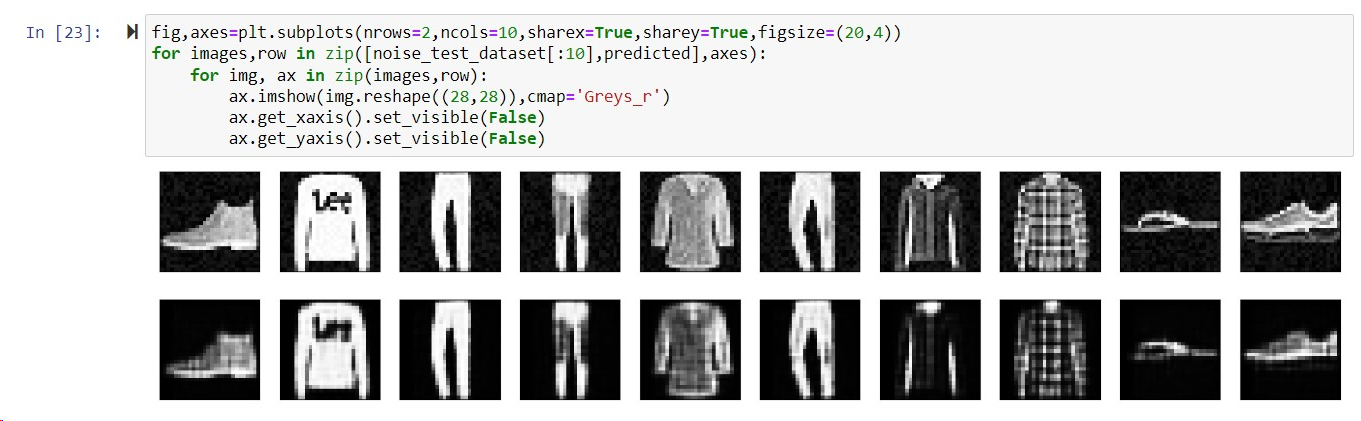 In [23]:
fig,axes=plt.subplots(nrows=2,ncols=10,sharex=True,sharey=True,figsize=(20,4))
for images,row in zip([noise_test_dataset[:10],predicted],axes):
    for img, ax in zip(images,row):
        ax.imshow(img.reshape((28,28)),cmap='Greys_r')
        ax.get_xaxis().set_visible(False)
        ax.get_yaxis().set_visible(False)
Lee